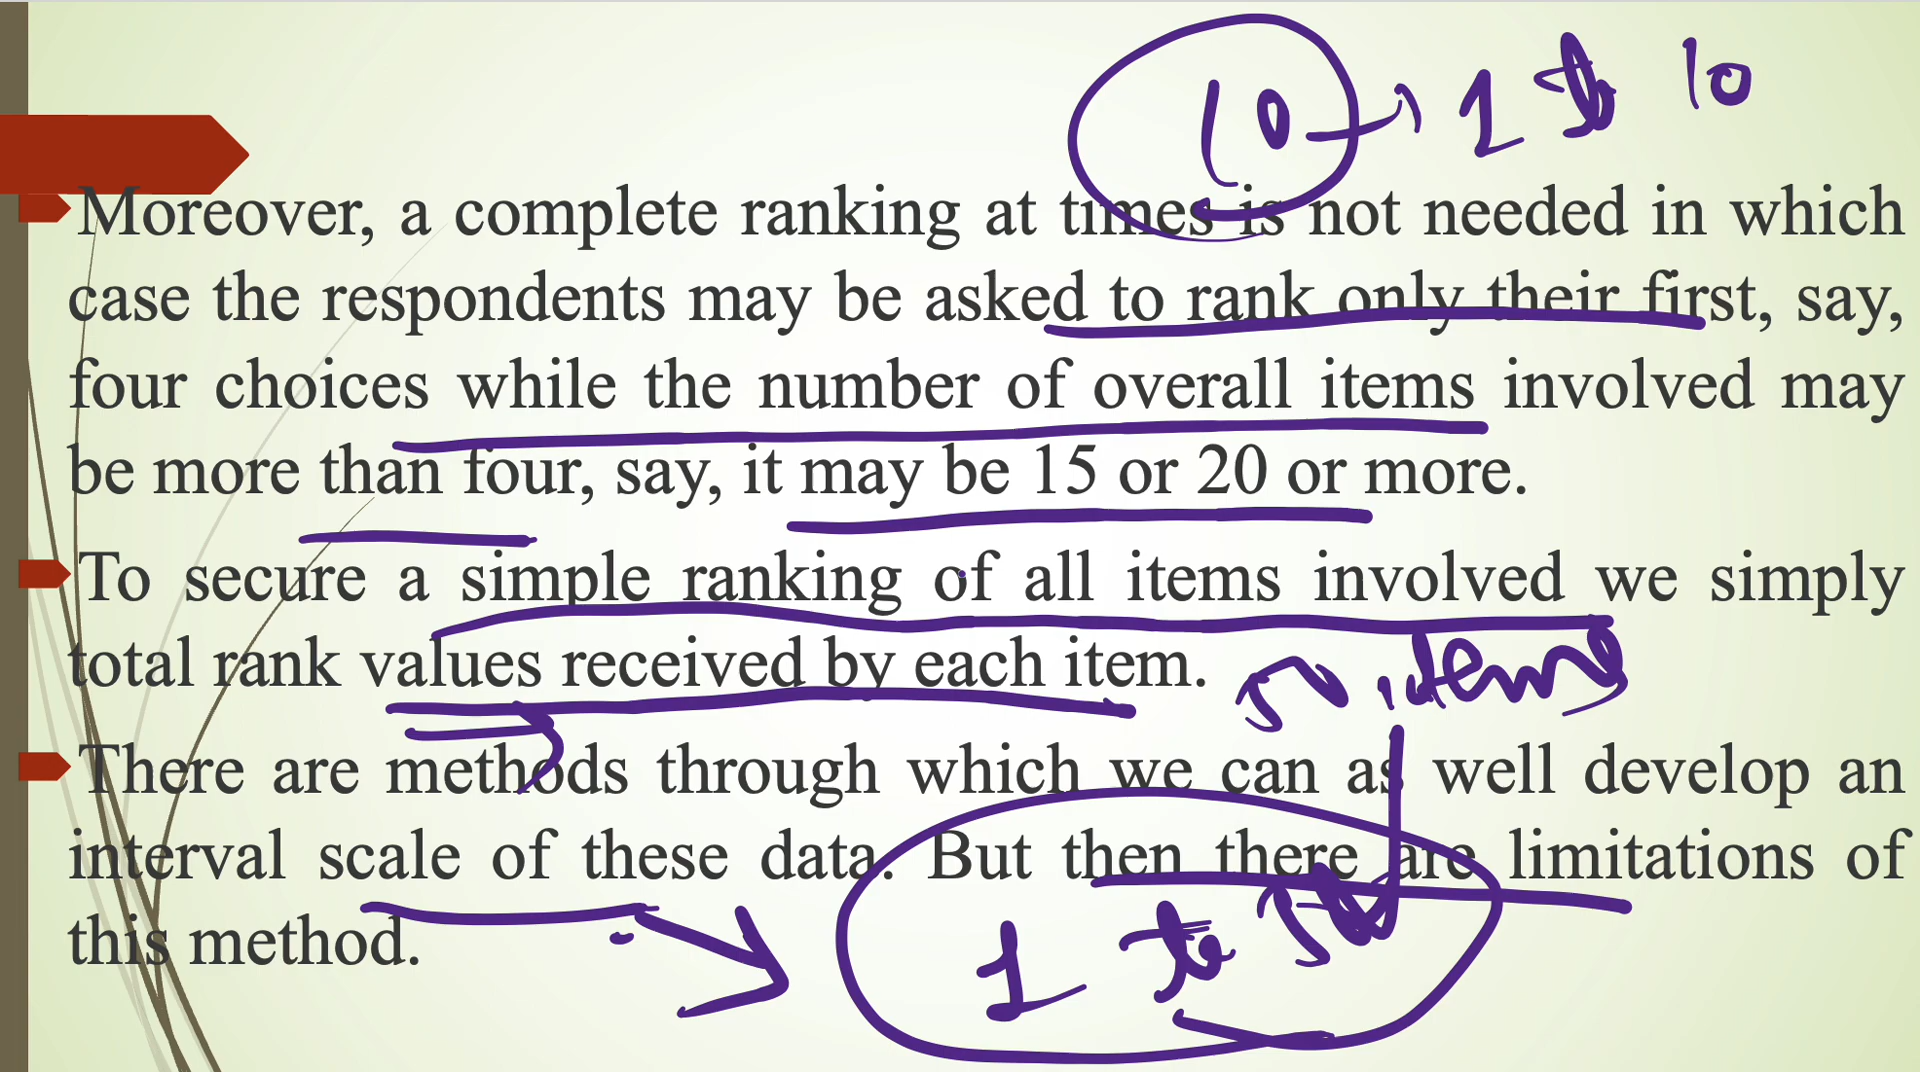 10 → 1 to 10
Moreover, a complete ranking at times is not needed in which
case the respondents may be asked to rank only their first, say,
four choices while the number of overall items involved may
be more than four, say, it may be 15 or 20 or more.
To secure a simple ranking of all items involved we simply
total rank values received by each item.
50 items
There are methods through which we can as well develop an
interval scale of these data. But then there are limitations of
this method.
1 to 50